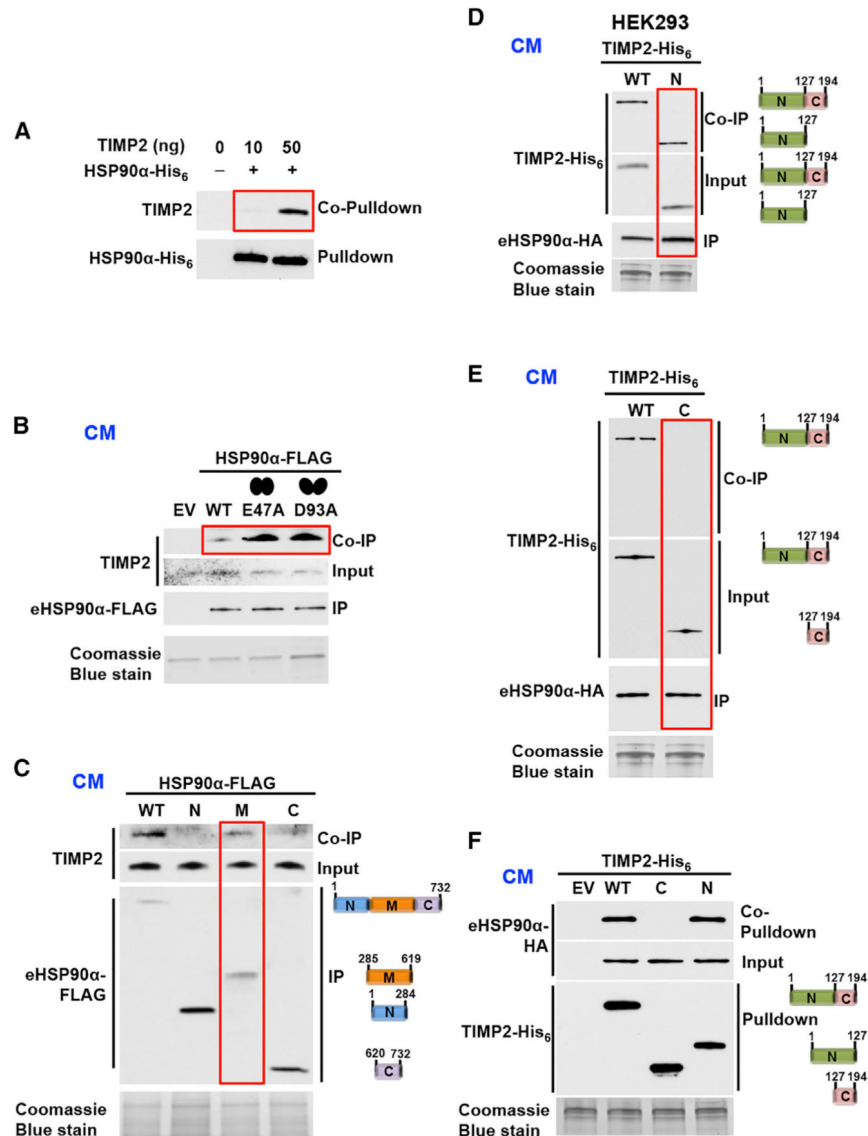 A
TIMP2 (ng) 0 10 50
HSP90α-His6 – + +
TIMP2 Co-Pulldown
HSP90α-His6 Pulldown
B
CM
HSP90α-FLAG
EV WT E47A D93A
TIMP2
Co-IP
Input
eHSP90α-FLAG IP
Coomassie
Blue stain
C
CM
HSP90α-FLAG
WT N M C
TIMP2
Co-IP
Input
eHSP90α-
FLAG
IP
1 732
N M C
285 619
M
1 284
N
620 732
C
Coomassie
Blue stain
D
HEK293
CM
TIMP2-His6
WT N
TIMP2-His6
Co-IP
Input
1 127 194
N C
1 127
N
1 127 194
N C
1 127
N
eHSP90α-HA IP
Coomassie
Blue stain
E
CM
TIMP2-His6
WT C
TIMP2-His6
Co-IP
Input
1 127 194
N C
1 127 194
N C
127 194
C
eHSP90α-HA IP
Coomassie
Blue stain
F
CM
TIMP2-His6
EV WT C N
eHSP90α-
HA
Co-
Pulldown
Input
TIMP2-His6
Pulldown
1 127 194
N C
1 127
N
127 194
C
Coomassie
Blue stain